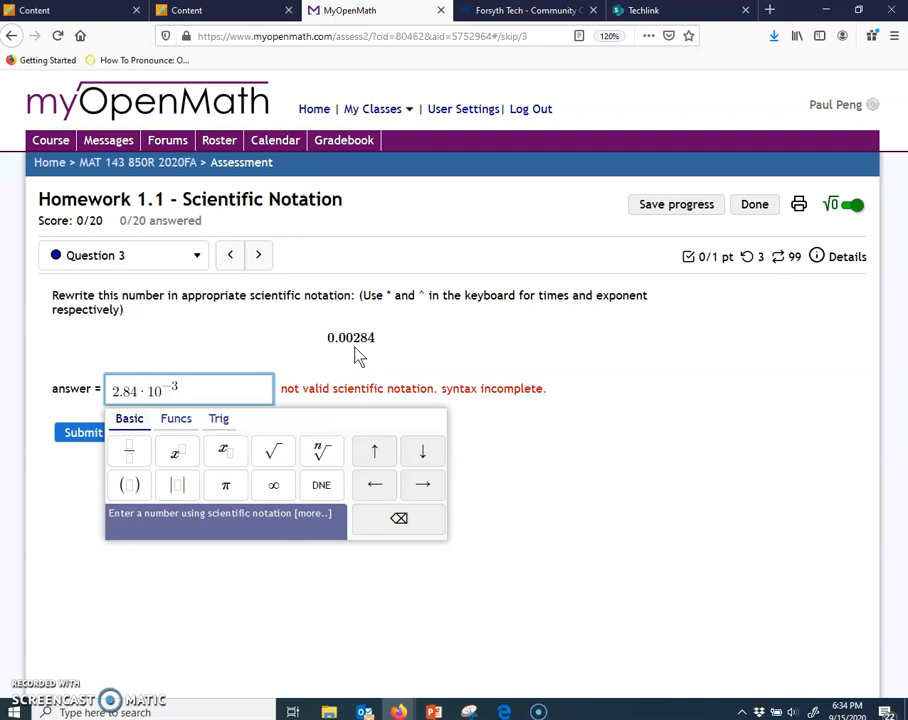 Content
Content
MyOpenMath
Forsyth Tech - Community C
Techlink
https://www.myopenmath.com/assess2/?cid=80462&aid=5752964#/skip/3
120%
Getting Started
How To Pronounce: O...
myOpenMath
Home | My Classes | User Settings | Log Out
Paul Peng
Course
Messages
Forums
Roster
Calendar
Gradebook
Home > MAT 143 850R 2020FA > Assessment
Homework 1.1 - Scientific Notation
Score: 0/20 0/20 answered
Save progress
Done
√0
Question 3
<
>
0/1 pt 3 99 Details
Rewrite this number in appropriate scientific notation: (Use * and ^ in the keyboard for times and exponent
respectively)
0.00284
answer = 2.84 · 10⁻³ not valid scientific notation. syntax incomplete.
Basic Funcs Trig
Submit
x x √ n√ ↑ ↓
(▯) |▯| π ∞ DNE ← →
Enter a number using scientific notation [more..]
RECORDED WITH
SCREENCAST MATIC
Type here to search
6:34 PM
9/15/2020
22